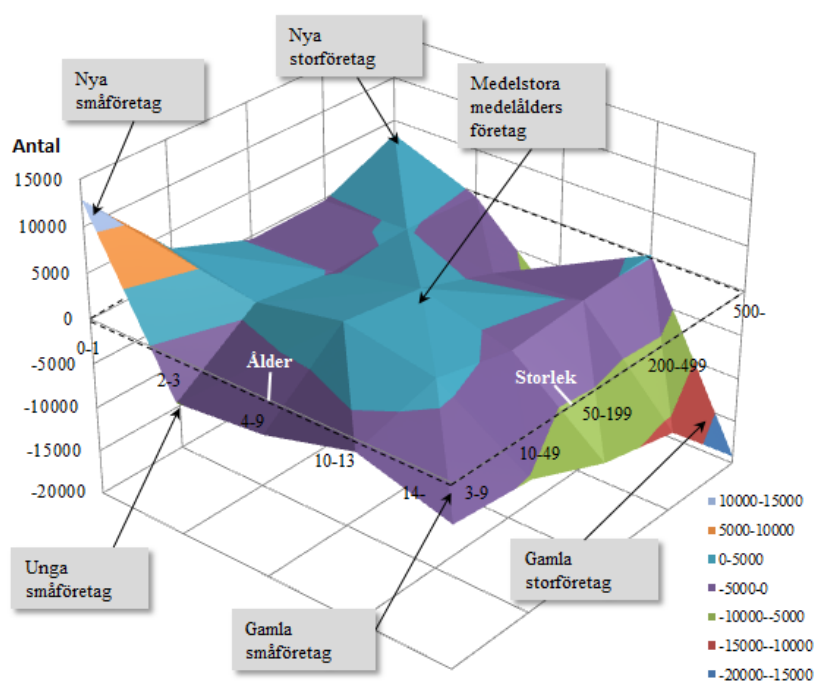 Nya
storföretag
Nya
småföretag
Medelstora
medelålders
företag
Antal
15000
10000
5000
0
-5000
-10000
-15000
-20000
0-1
2-3
4-9
10-13
14-
Ålder
Storlek
3-9
10-49
50-199
200-499
500-
Unga
småföretag
Gamla
småföretag
Gamla
storföretag
10000-15000
5000-10000
0-5000
-5000-0
-10000--5000
-15000--10000
-20000--15000